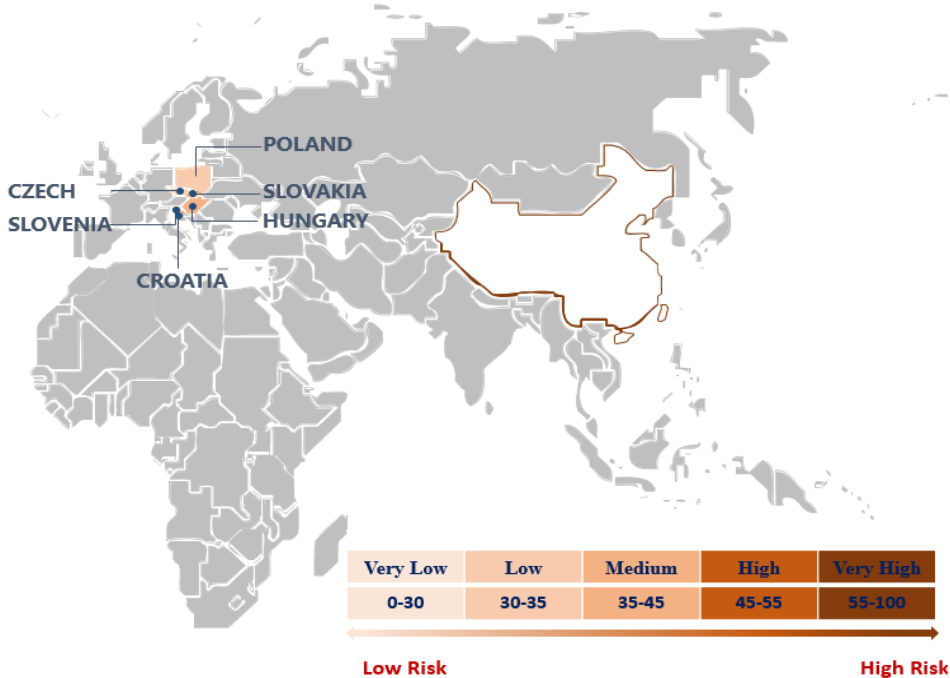 POLAND
CZECH
SLOVAKIA
SLOVENIA
HUNGARY
CROATIA
Very Low Low Medium High Very High
0-30 30-35 35-45 45-55 55-100
Low Risk High Risk